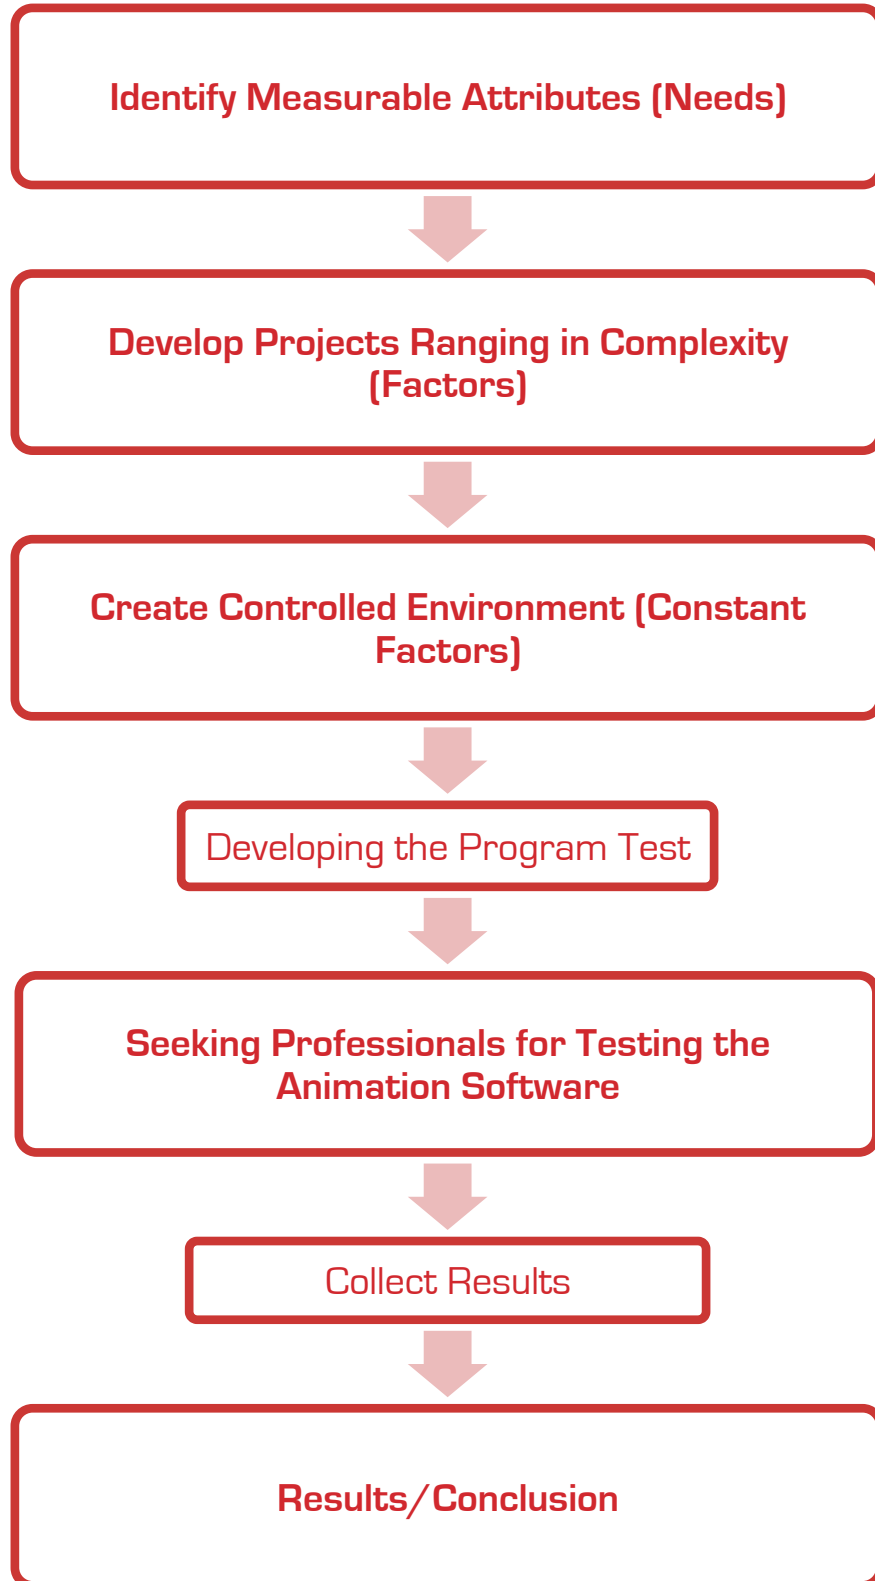 Identify Measurable Attributes (Needs)
Develop Projects Ranging in Complexity
(Factors)
Create Controlled Environment (Constant
Factors)
Developing the Program Test
Seeking Professionals for Testing the
Animation Software
Collect Results
Results/Conclusion